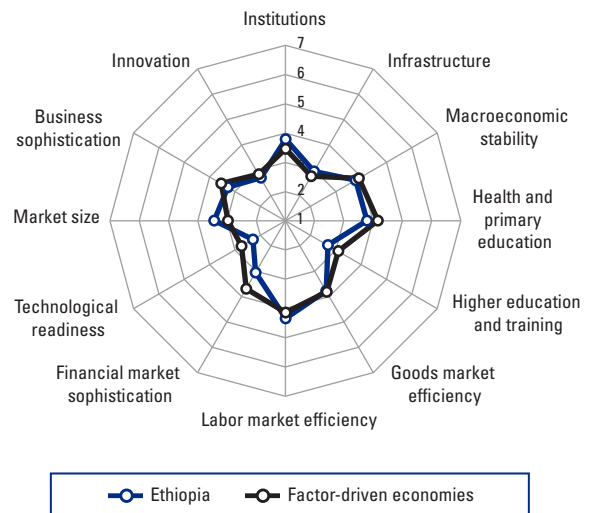 Institutions
7
6
5
4
2
1
Infrastructure
Macroeconomic
stability
Health and
primary
education
Higher education
and training
Goods market
efficiency
Labor market efficiency
Financial market
sophistication
Technological
readiness
Market size
Business
sophistication
Innovation
Ethiopia
Factor-driven economies